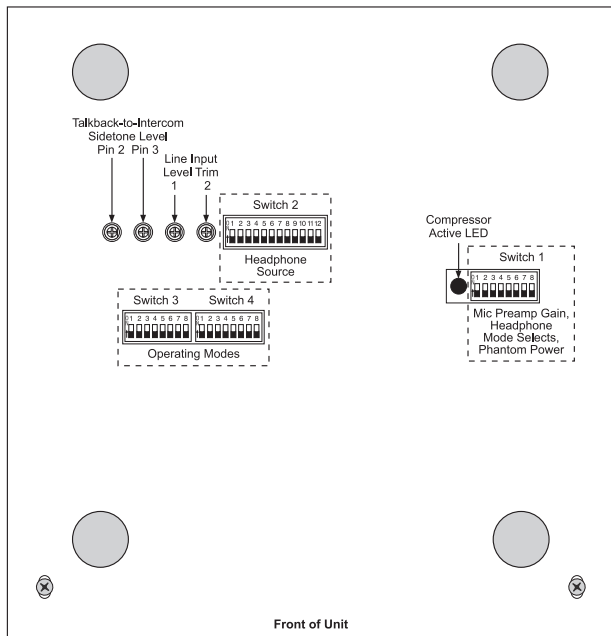 Talkback-to-Intercom
Sidetone Level
Pin 2 Pin 3
Line Input
Level Trim
1 2
Switch 2
1 2 3 4 5 6 7 8 9 10 11 12
Headphone
Source
Switch 3 Switch 4
1 2 3 4 5 6 7 8 1 2 3 4 5 6 7 8
Operating Modes
Compressor
Active LED
Switch 1
1 2 3 4 5 6 7 8
Mic Preamp Gain,
Headphone
Mode Selects,
Phantom Power
Front of Unit